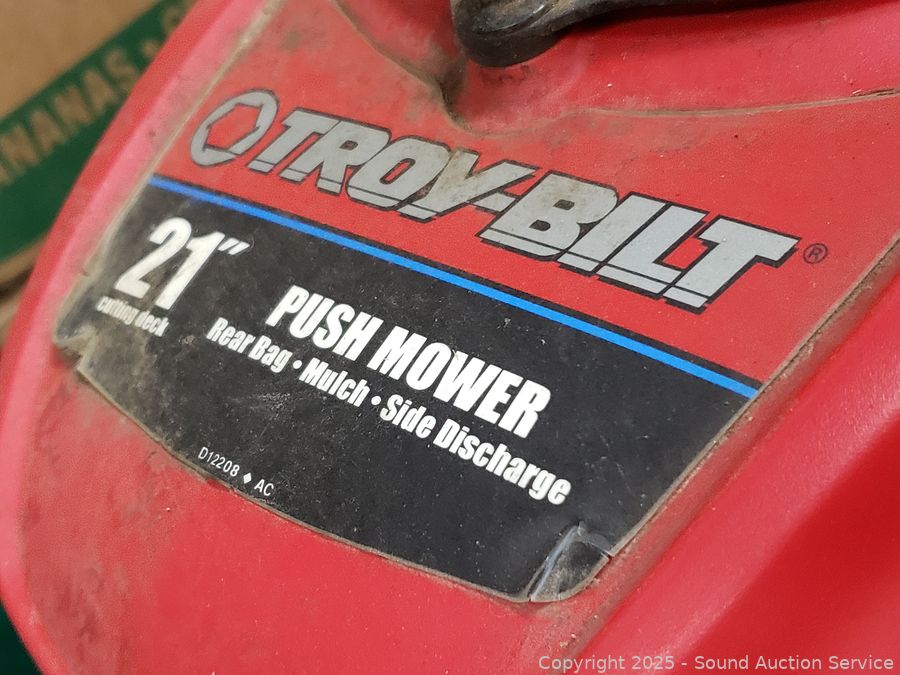 ANANAS
TROY-BILT®
21"
cutting deck
PUSH MOWER
Rear Bag • Mulch • Side Discharge
D12208 ♦ AC
Copyright © 2025 - Sound Auction Service